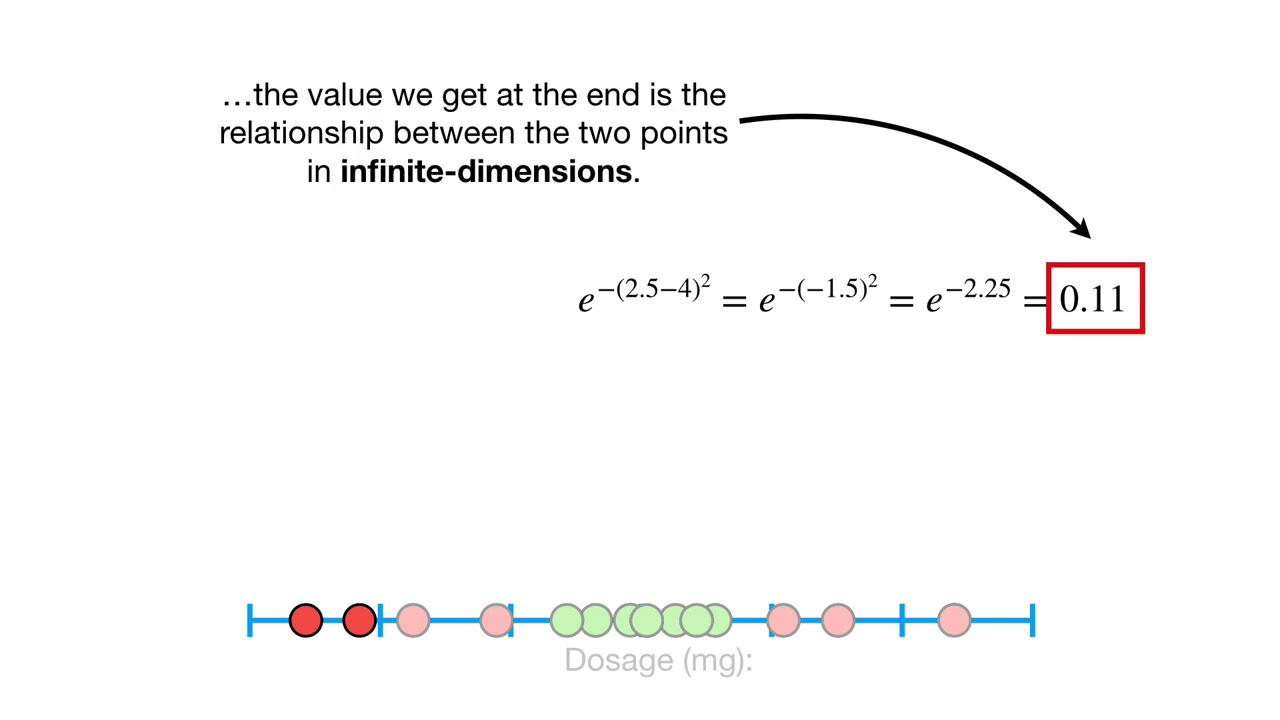 …the value we get at the end is the
relationship between the two points
in infinite-dimensions.
e^{−(2.5−4)^2} = e^{−(−1.5)^2} = e^{−2.25} = 0.11
Dosage (mg):